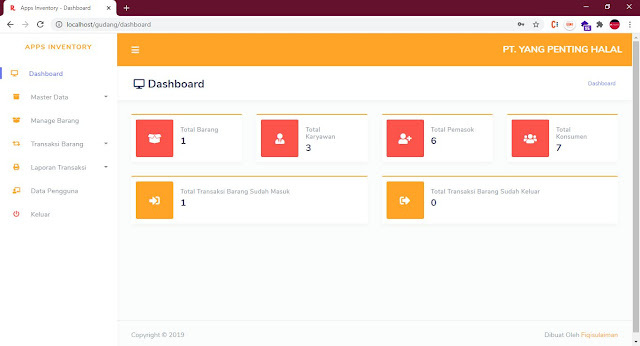 Apps Inventory - Dashboard
localhost/gudang/dashboard
APPS INVENTORY
PT. YANG PENTING HALAL
Dashboard
Master Data
Manage Barang
Transaksi Barang
Laporan Transaksi
Data Pengguna
Keluar
Dashboard
Dashboard
Total Barang
1
Total
Karyawan
3
Total Pemasok
6
Total
Konsumen
7
Total Transaksi Barang Sudah Masuk
1
Total Transaksi Barang Sudah Keluar
0
Copyright © 2019
Dibuat Oleh Figisulaiman